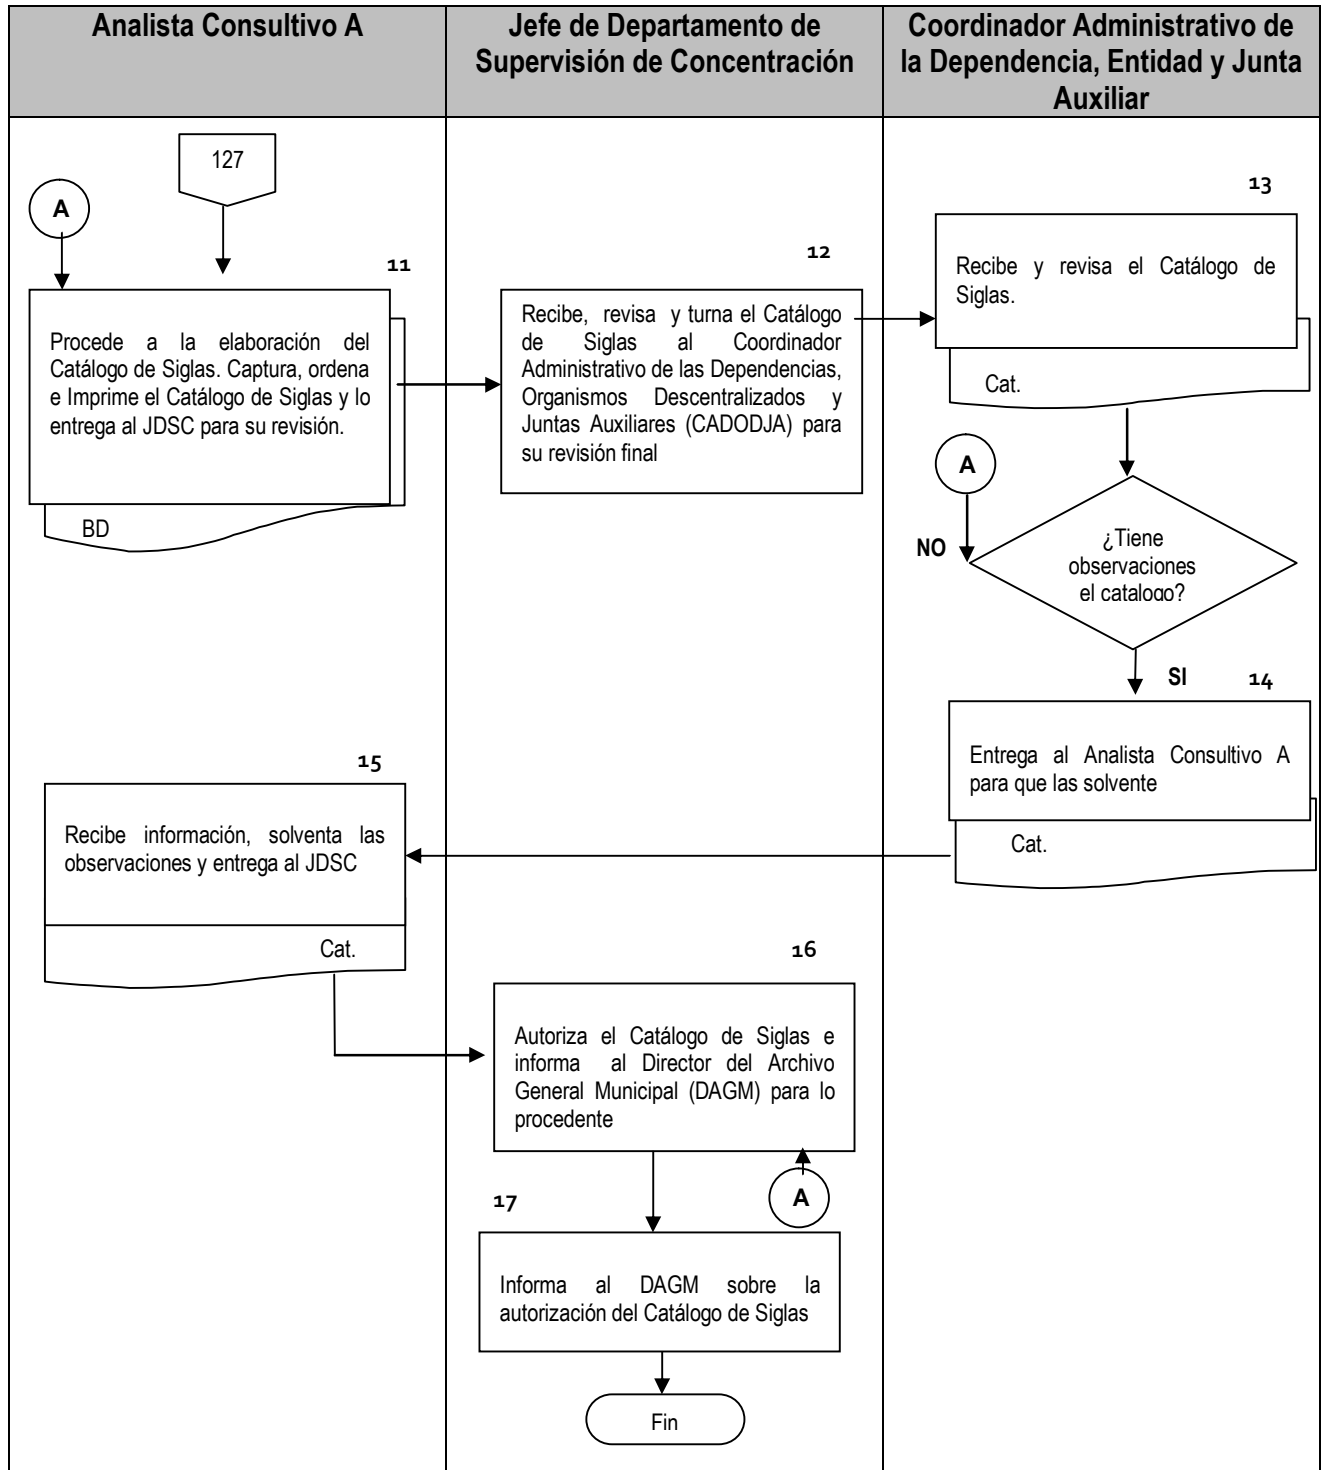 Analista Consultivo A
Jefe de Departamento de
Supervisión de Concentración
Coordinador Administrativo de
la Dependencia, Entidad y Junta
Auxiliar
127
A
11
Procede a la elaboración del
Catálogo de Siglas. Captura, ordena
e Imprime el Catálogo de Siglas y lo
entrega al JDSC para su revisión.
BD
12
Recibe, revisa y turna el Catálogo
de Siglas al Coordinador
Administrativo de las Dependencias,
Organismos Descentralizados y
Juntas Auxiliares (CADODJA) para
su revisión final
13
Recibe y revisa el Catálogo de
Siglas.
Cat.
A
NO
¿Tiene
observaciones
el catalogo?
SI
14
Entrega al Analista Consultivo A
para que las solvente
Cat.
15
Recibe información, solventa las
observaciones y entrega al JDSC
Cat.
16
Autoriza el Catálogo de Siglas e
informa al Director del Archivo
General Municipal (DAGM) para lo
procedente
A
17
Informa al DAGM sobre la
autorización del Catálogo de Siglas
Fin